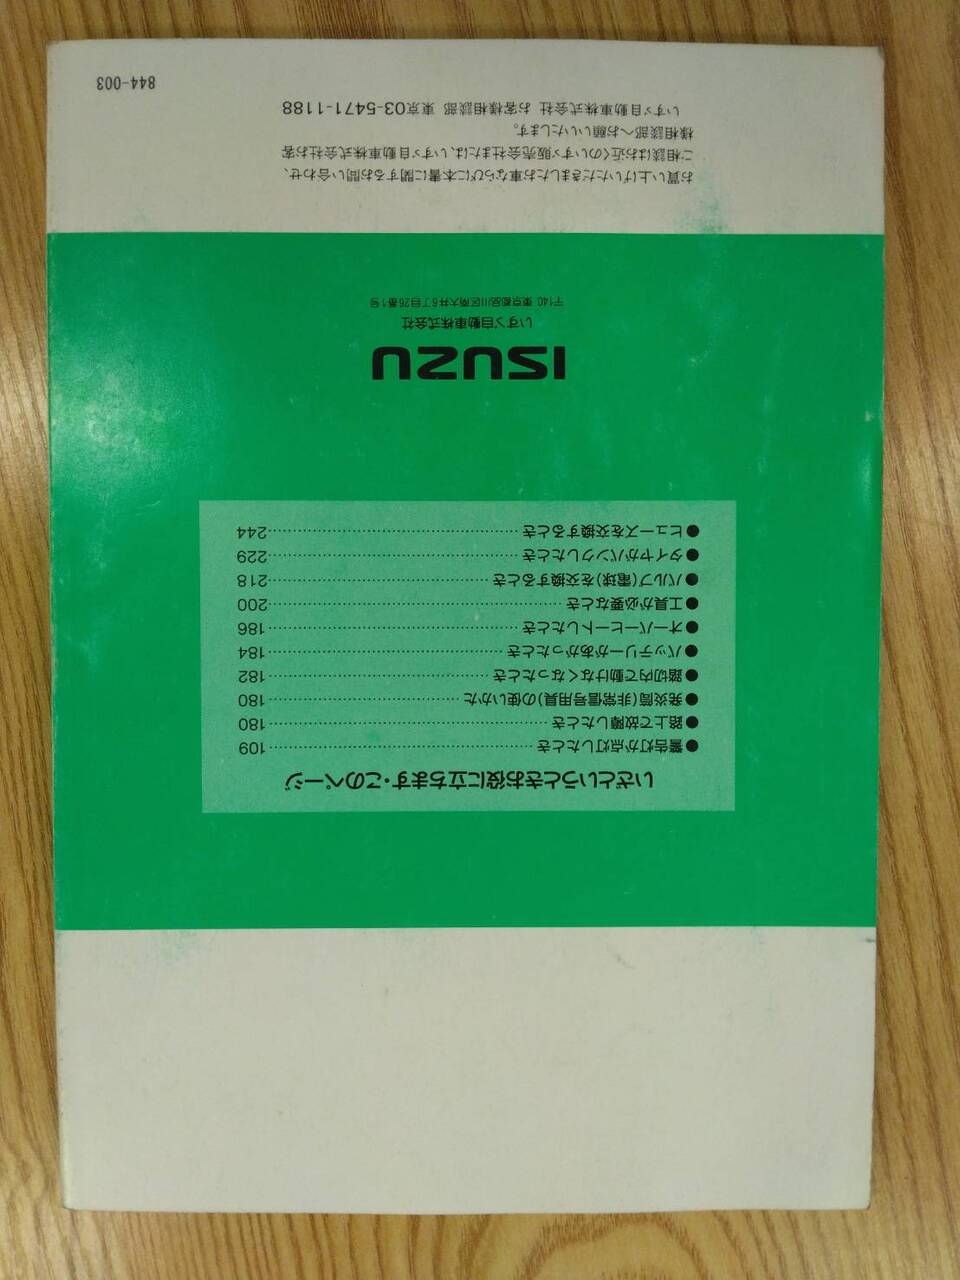 いざというときお役に立ちます・このページ
●警告灯が点灯したとき……109
●路上で故障したとき……180
●発炎筒(非常信号用具)の使いかた……180
●踏切内で動けなくなったとき……182
●バッテリーがあがったとき……184
●オーバーヒートしたとき……186
●工具が必要なとき……200
●バルブ(電球)を交換するとき……218
●タイヤがパンクしたとき……229
●ヒューズを交換するとき……244
ISUZU
いすゞ自動車株式会社
〒140 東京都品川区南大井6丁目26番1号
お買い上げいただきましたお車ならびに本書に関するお問い合わせ、
ご相談はお近くのいすゞ販売会社または、いすゞ自動車株式会社お客
様相談部へお願いいたします。
いすゞ自動車株式会社 お客様相談部 東京03-5471-1188
844-003